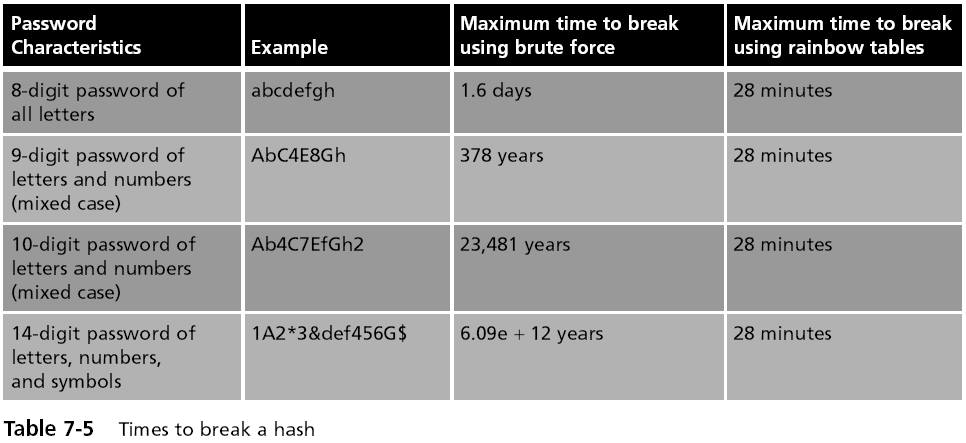 Password
Characteristics
Example
Maximum time to break
using brute force
Maximum time to break
using rainbow tables
8-digit password of
all letters
abcdefgh
1.6 days
28 minutes
9-digit password of
letters and numbers
(mixed case)
AbC4E8Gh
378 years
28 minutes
10-digit password of
letters and numbers
(mixed case)
Ab4C7EfGh2
23,481 years
28 minutes
14-digit password of
letters, numbers,
and symbols
1A2*3&def456G$
6.09e + 12 years
28 minutes
Table 7-5 Times to break a hash